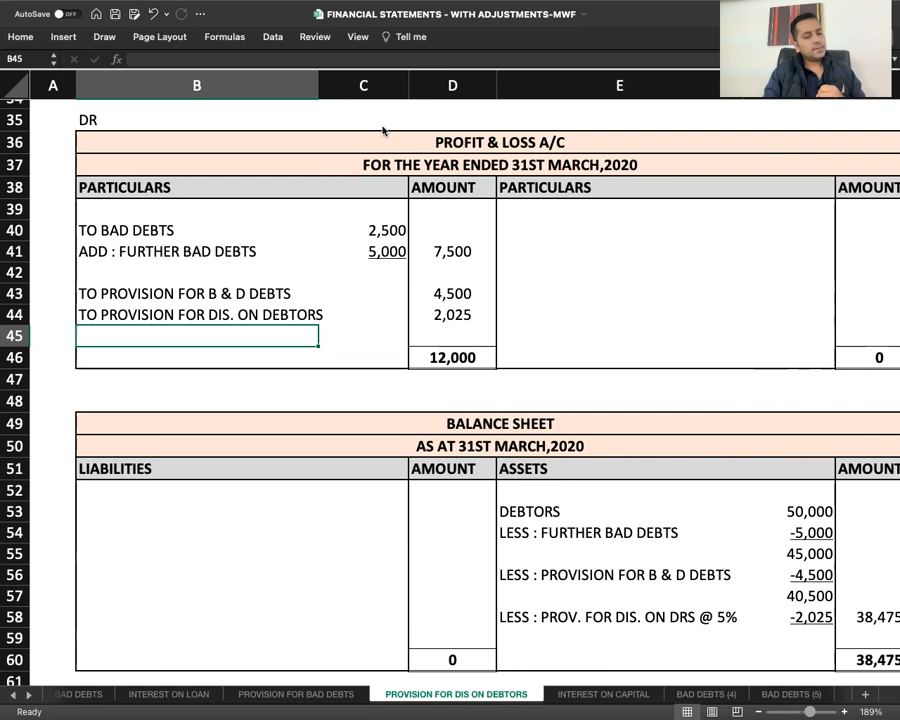 AutoSave OFF ... FINANCIAL STATEMENTS - WITH ADJUSTMENTS-MWF
Home Insert Draw Page Layout Formulas Data Review View Tell me
B45 fx
A B C D E
34
35 DR
36 PROFIT & LOSS A/C
37 FOR THE YEAR ENDED 31ST MARCH,2020
38 PARTICULARS AMOUNT PARTICULARS AMOUNT
39
40 TO BAD DEBTS 2,500
41 ADD : FURTHER BAD DEBTS 5,000 7,500
42
43 TO PROVISION FOR B & D DEBTS 4,500
44 TO PROVISION FOR DIS. ON DEBTORS 2,025
45
46 12,000 0
47
48
49 BALANCE SHEET
50 AS AT 31ST MARCH,2020
51 LIABILITIES AMOUNT ASSETS AMOUNT
52
53 DEBTORS 50,000
54 LESS : FURTHER BAD DEBTS -5,000
55 45,000
56 LESS : PROVISION FOR B & D DEBTS -4,500
57 40,500
58 LESS : PROV. FOR DIS. ON DRS @ 5% -2,025 38,475
59
60 0 38,475
61
BAD DEBTS INTEREST ON LOAN PROVISION FOR BAD DEBTS PROVISION FOR DIS ON DEBTORS INTEREST ON CAPITAL BAD DEBTS (4) BAD DEBTS (5) +
Ready - + 189%